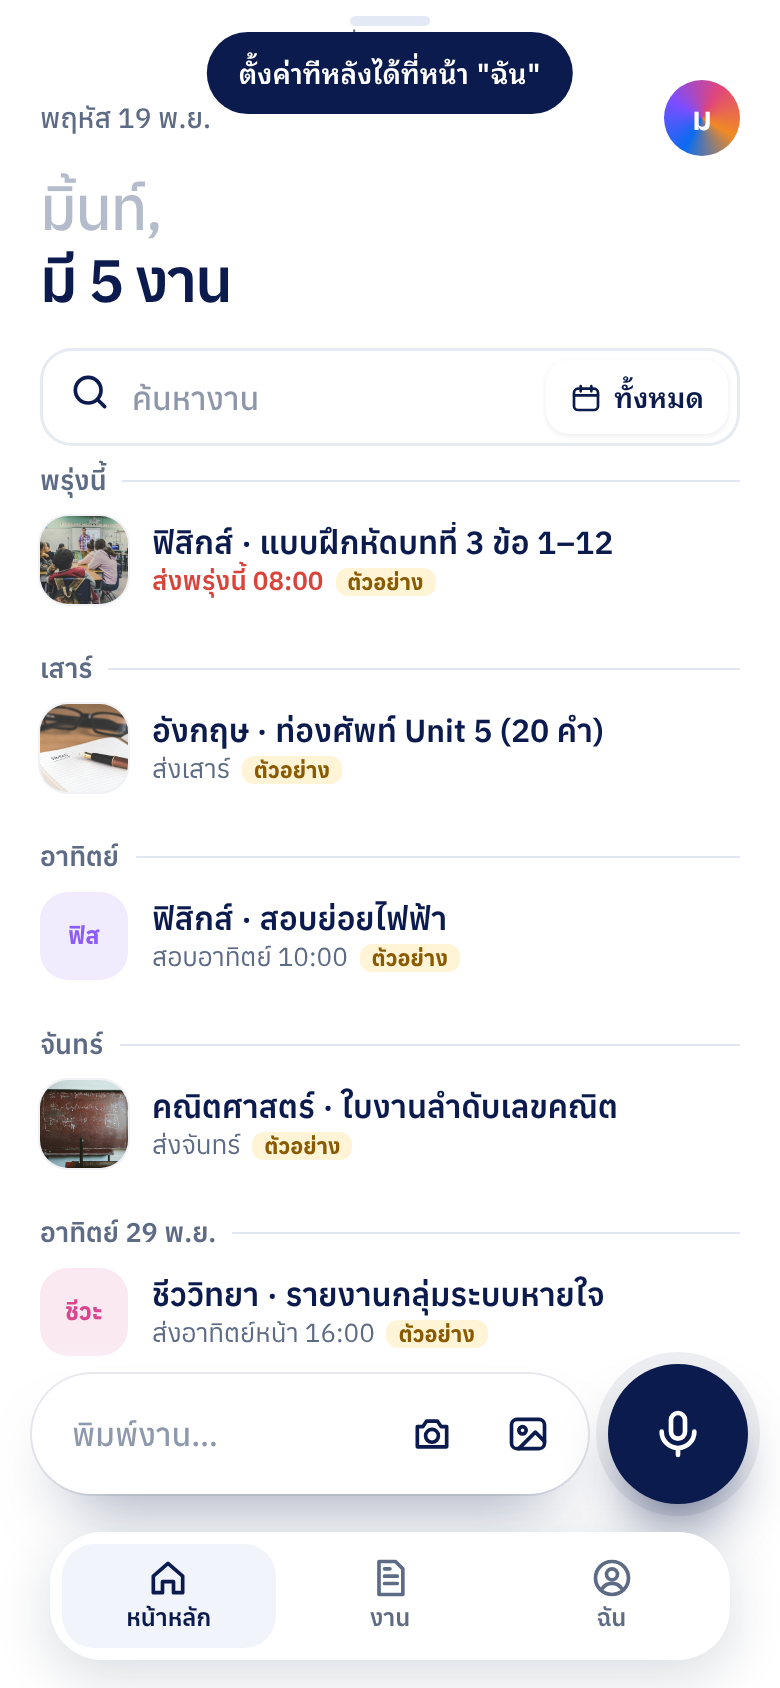 ตั้งค่าทีหลังได้ที่หน้า "ฉัน"
พฤหัส 19 พ.ย.
ม
มิ้นท์,
มี 5 งาน
ค้นหางาน
ทั้งหมด
พรุ่งนี้
ฟิสิกส์ · แบบฝึกหัดบทที่ 3 ข้อ 1–12
ส่งพรุ่งนี้ 08:00 ตัวอย่าง
เสาร์
อังกฤษ · ท่องศัพท์ Unit 5 (20 คำ)
ส่งเสาร์ ตัวอย่าง
อาทิตย์
ฟิส
ฟิสิกส์ · สอบย่อยไฟฟ้า
สอบอาทิตย์ 10:00 ตัวอย่าง
จันทร์
คณิตศาสตร์ · ใบงานลำดับเลขคณิต
ส่งจันทร์ ตัวอย่าง
อาทิตย์ 29 พ.ย.
ชีวะ
ชีววิทยา · รายงานกลุ่มระบบหายใจ
ส่งอาทิตย์หน้า 16:00 ตัวอย่าง
พิมพ์งาน...
หน้าหลัก
งาน
ฉัน